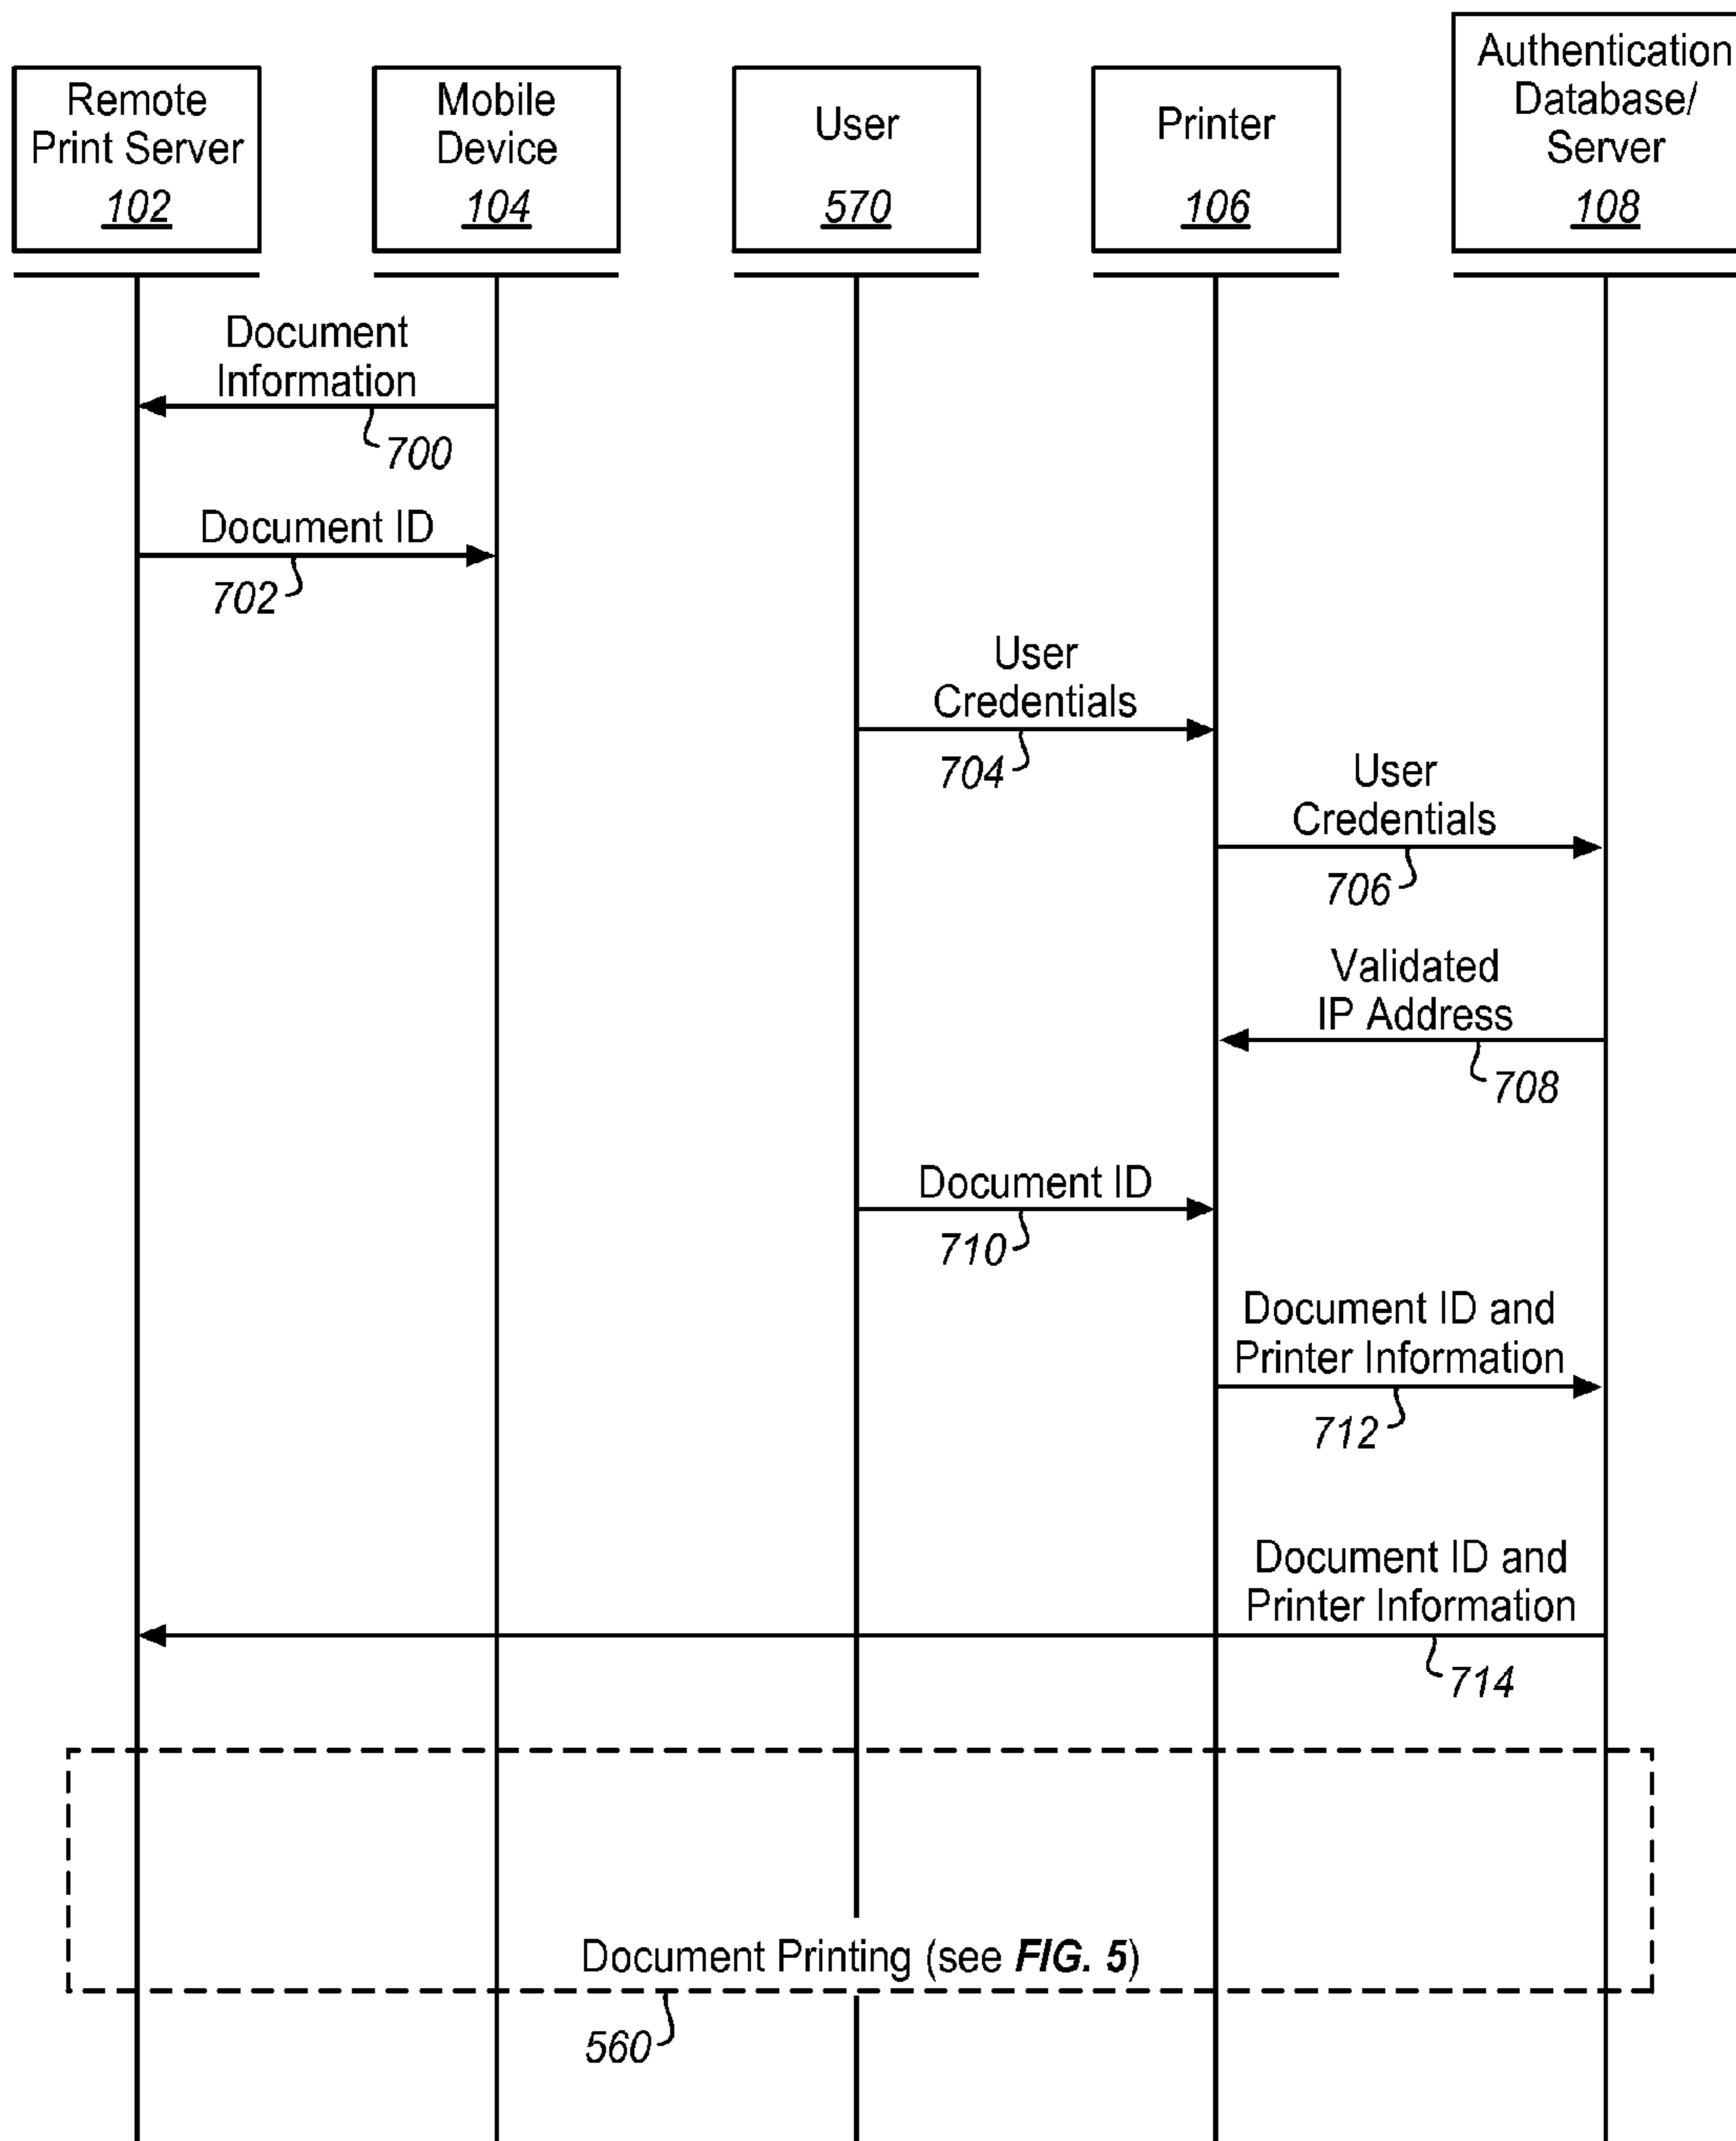 Remote
Print Server
102
Mobile
Device
104
User
570
Printer
106
Authentication
Database/
Server
108
Document
Information
700
Document ID
702
User
Credentials
704
User
Credentials
706
Validated
IP Address
708
Document ID
710
Document ID and
Printer Information
712
Document ID and
Printer Information
714
Document Printing (see FIG. 5)
560